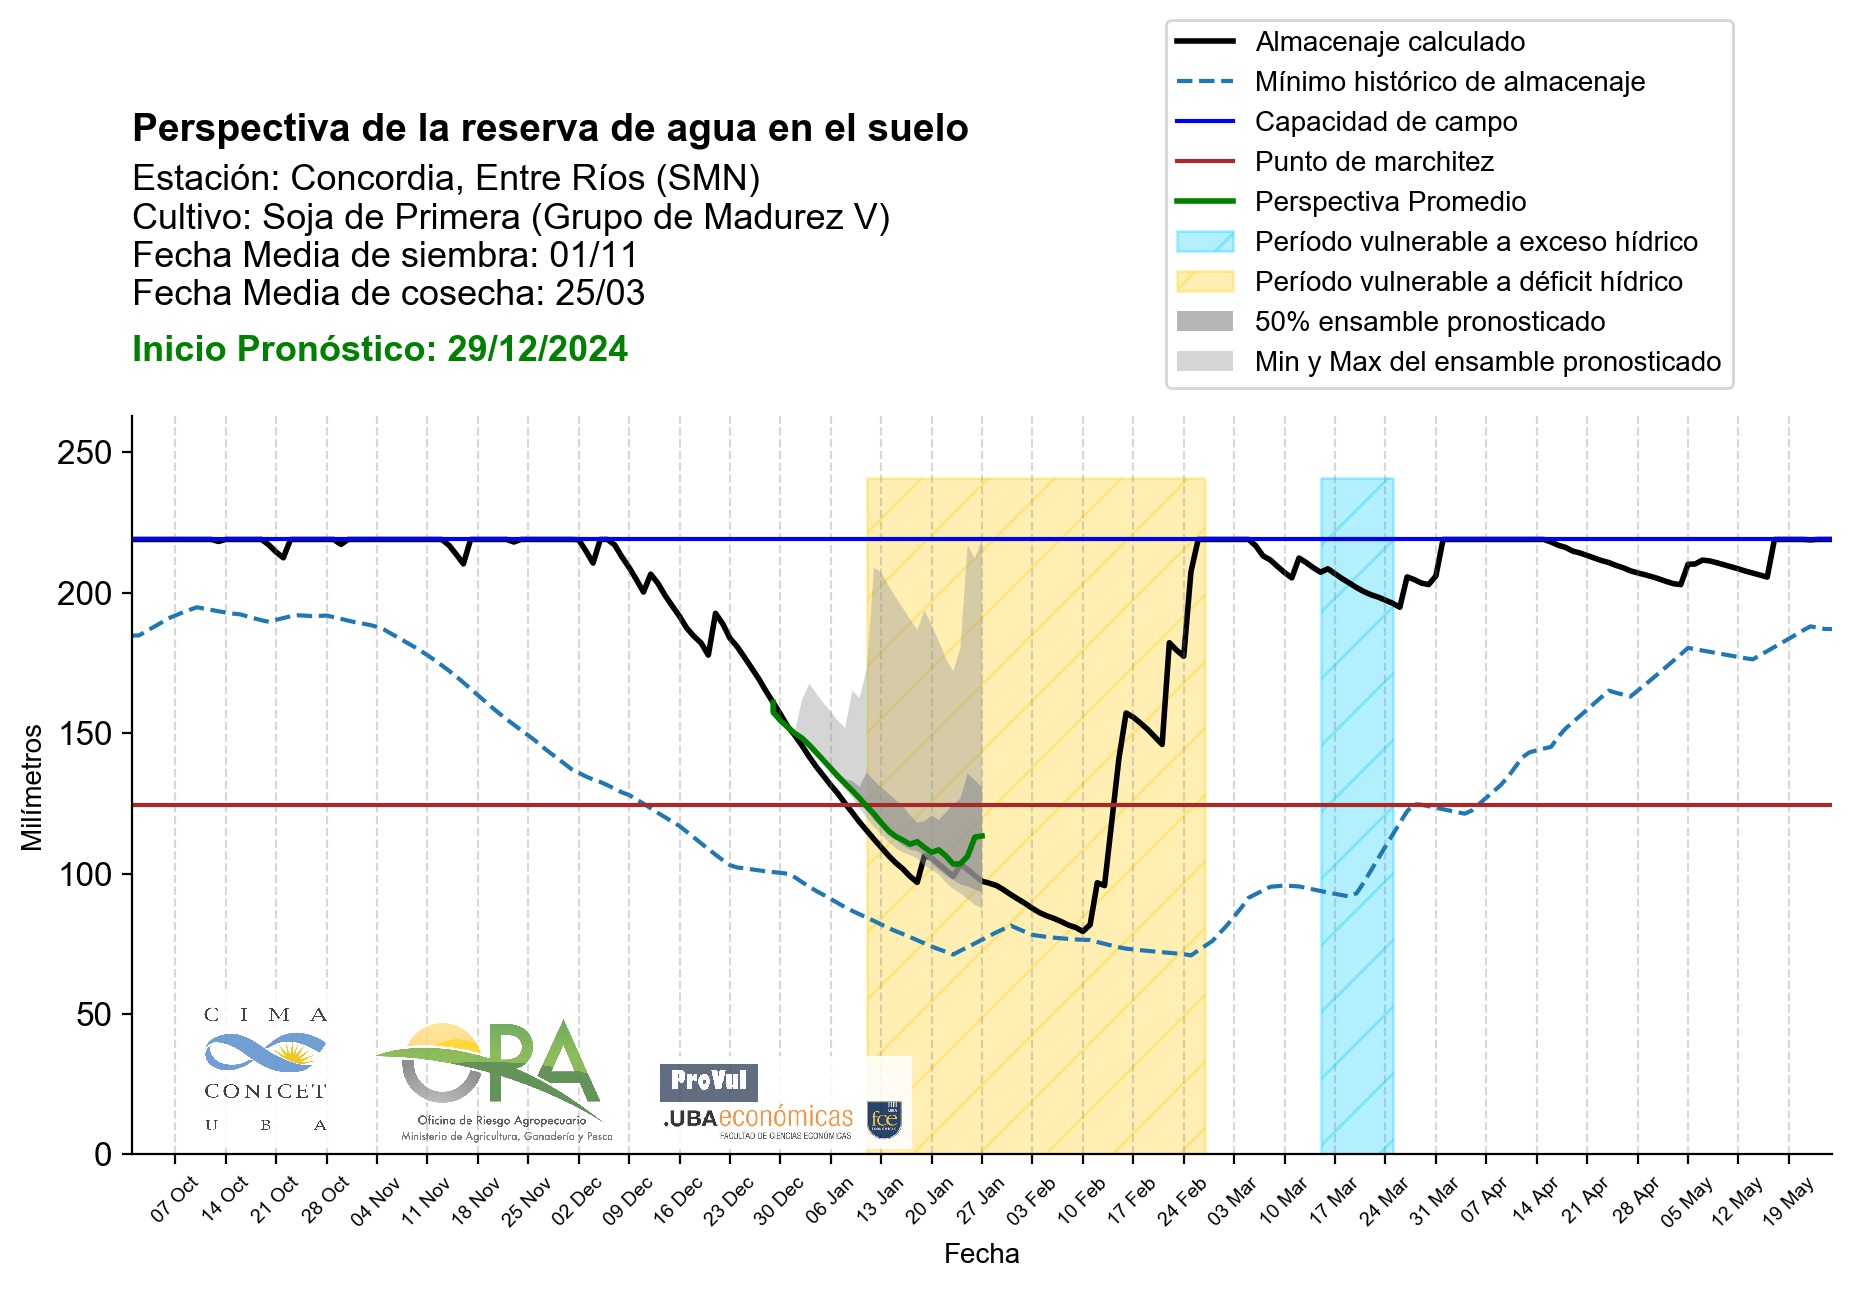 Almacenaje calculado
Mínimo histórico de almacenaje
Capacidad de campo
Punto de marchitez
Perspectiva Promedio
Período vulnerable a exceso hídrico
Período vulnerable a déficit hídrico
50% ensamble pronosticado
Min y Max del ensamble pronosticado
Perspectiva de la reserva de agua en el suelo
Estación: Concordia, Entre Ríos (SMN)
Cultivo: Soja de Primera (Grupo de Madurez V)
Fecha Media de siembra: 01/11
Fecha Media de cosecha: 25/03
Inicio Pronóstico: 29/12/2024
250
200
150
100
50
0
Milímetros
CIMA
CONICET
UBA
OPA
Oficina de Riesgo Agropecuario
Ministerio de Agricultura, Ganadería y Pesca
ProVul
.UBAeconómicas
FACULTAD DE CIENCIAS ECONÓMICAS
fce
07 Oct
14 Oct
21 Oct
28 Oct
04 Nov
11 Nov
18 Nov
25 Nov
02 Dec
09 Dec
16 Dec
23 Dec
30 Dec
06 Jan
13 Jan
20 Jan
27 Jan
03 Feb
10 Feb
17 Feb
24 Feb
03 Mar
10 Mar
17 Mar
24 Mar
31 Mar
07 Apr
14 Apr
21 Apr
28 Apr
05 May
12 May
19 May
Fecha